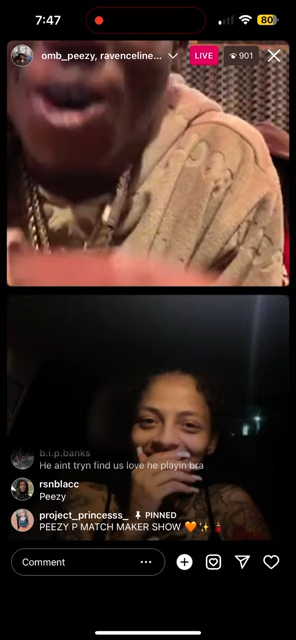 7:47
80
omb_peezy, ravenceline...
LIVE
901
b.i.p.banks
He aint tryn find us love he playin bra
rsnblacc
Peezy
project_princesss_ PINNED
PEEZY P MATCH MAKER SHOW 🧡✨
Comment